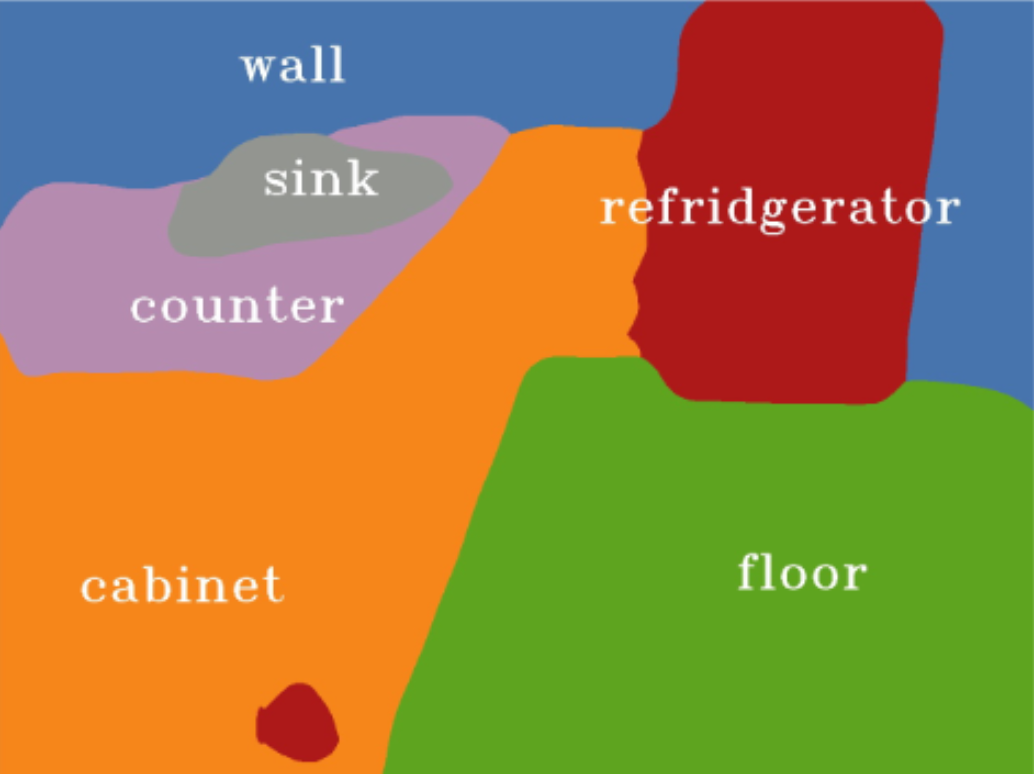 wall
sink
refridgerator
counter
cabinet
floor